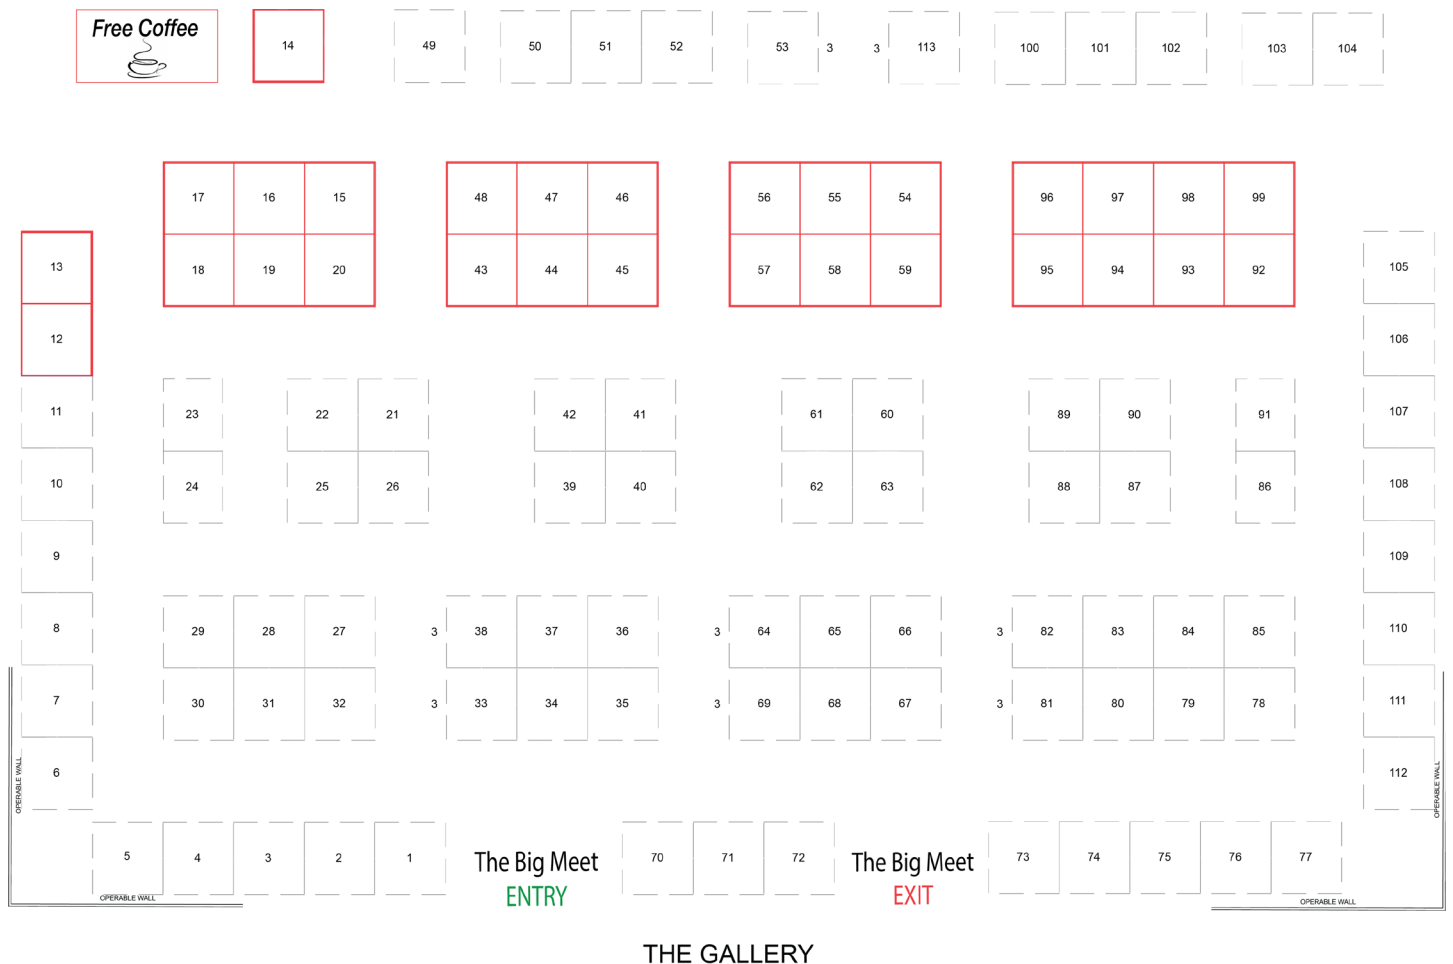 Free Coffee
14
49
50 51 52
53 3 3 113
100 101 102
103 104
17 16 15
18 19 20
48 47 46
43 44 45
56 55 54
57 58 59
96 97 98 99
95 94 93 92
13
12
11
10
9
8
7
6
105
106
107
108
109
110
111
112
23
24
22 21
25 26
42 41
39 40
61 60
62 63
89 90
88 87
91
86
29 28 27
30 31 32
3 38 37 36
3 33 34 35
3 64 65 66
3 69 68 67
3 82 83 84 85
3 81 80 79 78
OPERABLE WALL
OPERABLE WALL
5 4 3 2 1
The Big Meet
ENTRY
70 71 72
The Big Meet
EXIT
73 74 75 76 77
OPERABLE WALL
OPERABLE WALL
THE GALLERY